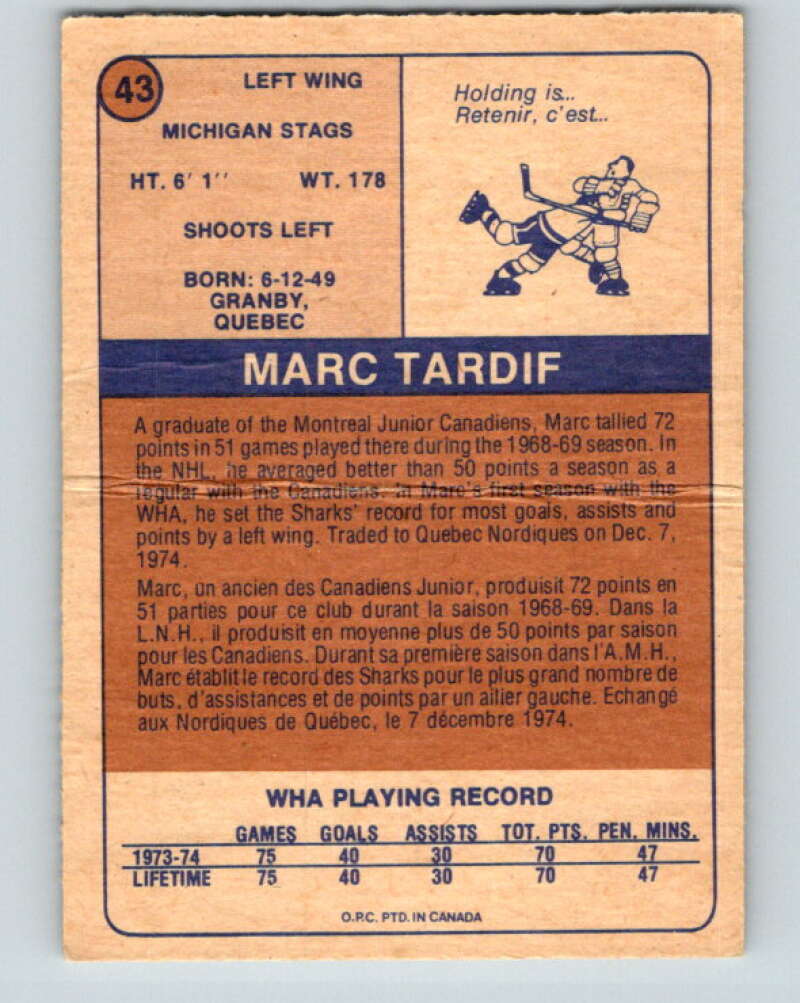 43
LEFT WING
MICHIGAN STAGS
HT. 6' 1'' WT. 178
SHOOTS LEFT
BORN: 6-12-49
GRANBY,
QUEBEC
Holding is...
Retenir, c'est...
MARC TARDIF
A graduate of the Montreal Junior Canadiens, Marc tallied 72
points in 51 games played there during the 1968-69 season. In
the NHL, he averaged better than 50 points a season as a
regular with the Canadiens. In Marc's first season with the
WHA, he set the Sharks' record for most goals, assists and
points by a left wing. Traded to Quebec Nordiques on Dec. 7,
1974.
Marc, un ancien des Canadiens Junior, produisit 72 points en
51 parties pour ce club durant la saison 1968-69. Dans la
L.N.H., il produisit en moyenne plus de 50 points par saison
pour les Canadiens. Durant sa première saison dans l'A.M.H.,
Marc établit le record des Sharks pour le plus grand nombre de
buts, d'assistances et de points par un ailier gauche. Echangé
aux Nordiques de Québec, le 7 décembre 1974.
WHA PLAYING RECORD
GAMES GOALS ASSISTS TOT. PTS. PEN. MINS.
1973-74 75 40 30 70 47
LIFETIME 75 40 30 70 47
O.P.C. PTD. IN CANADA